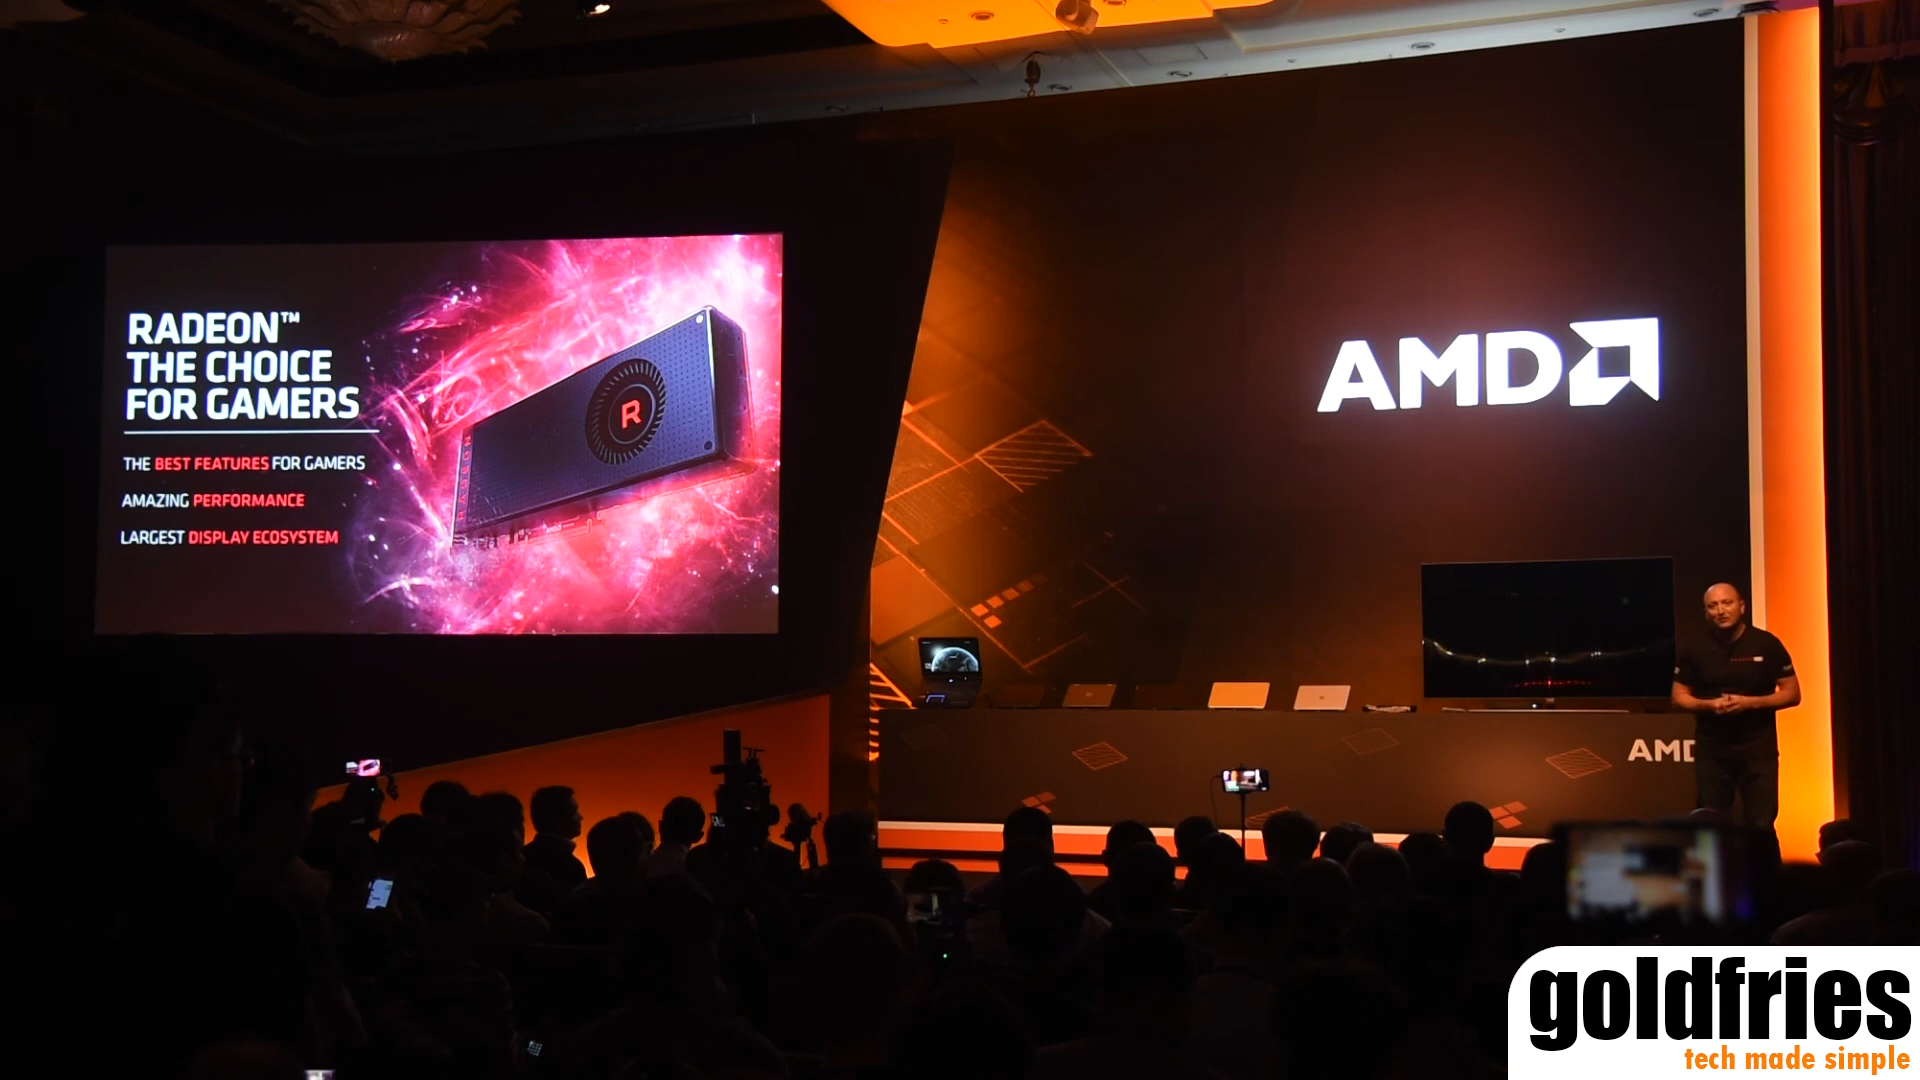 RADEON™
THE CHOICE
FOR GAMERS
THE BEST FEATURES FOR GAMERS
AMAZING PERFORMANCE
LARGEST DISPLAY ECOSYSTEM
R
RADEON
AMD
AMD
goldfries
tech made simple